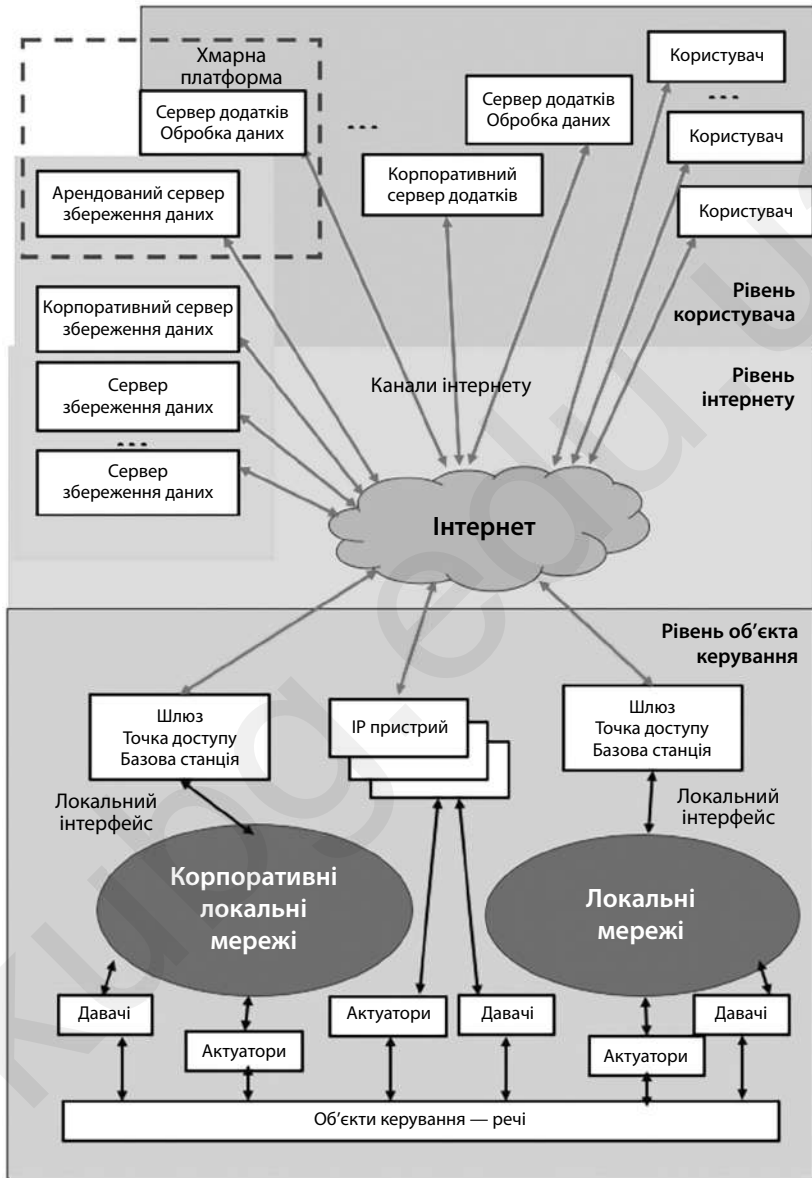 Хмарна
платформа
Сервер додатків
Обробка даних
...
Сервер додатків
Обробка даних
Користувач
...
Користувач
Користувач
Корпоративний
сервер додатків
Арендований сервер
збереження даних
Рівень
користувача
Корпоративний сервер
збереження даних
Рівень
інтернету
Канали інтернету
Сервер
збереження даних
...
Сервер
збереження даних
Інтернет
Рівень об’єкта
керування
Шлюз
Точка доступу
Базова станція
IP пристрий
Шлюз
Точка доступу
Базова станція
Локальний
інтерфейс
Локальний
інтерфейс
Корпоративні
локальні
мережі
Локальні
мережі
Давачі
Актуатори
Актуатори
Давачі
Актуатори
Давачі
Об’єкти керування — речі
kubg.edu.u